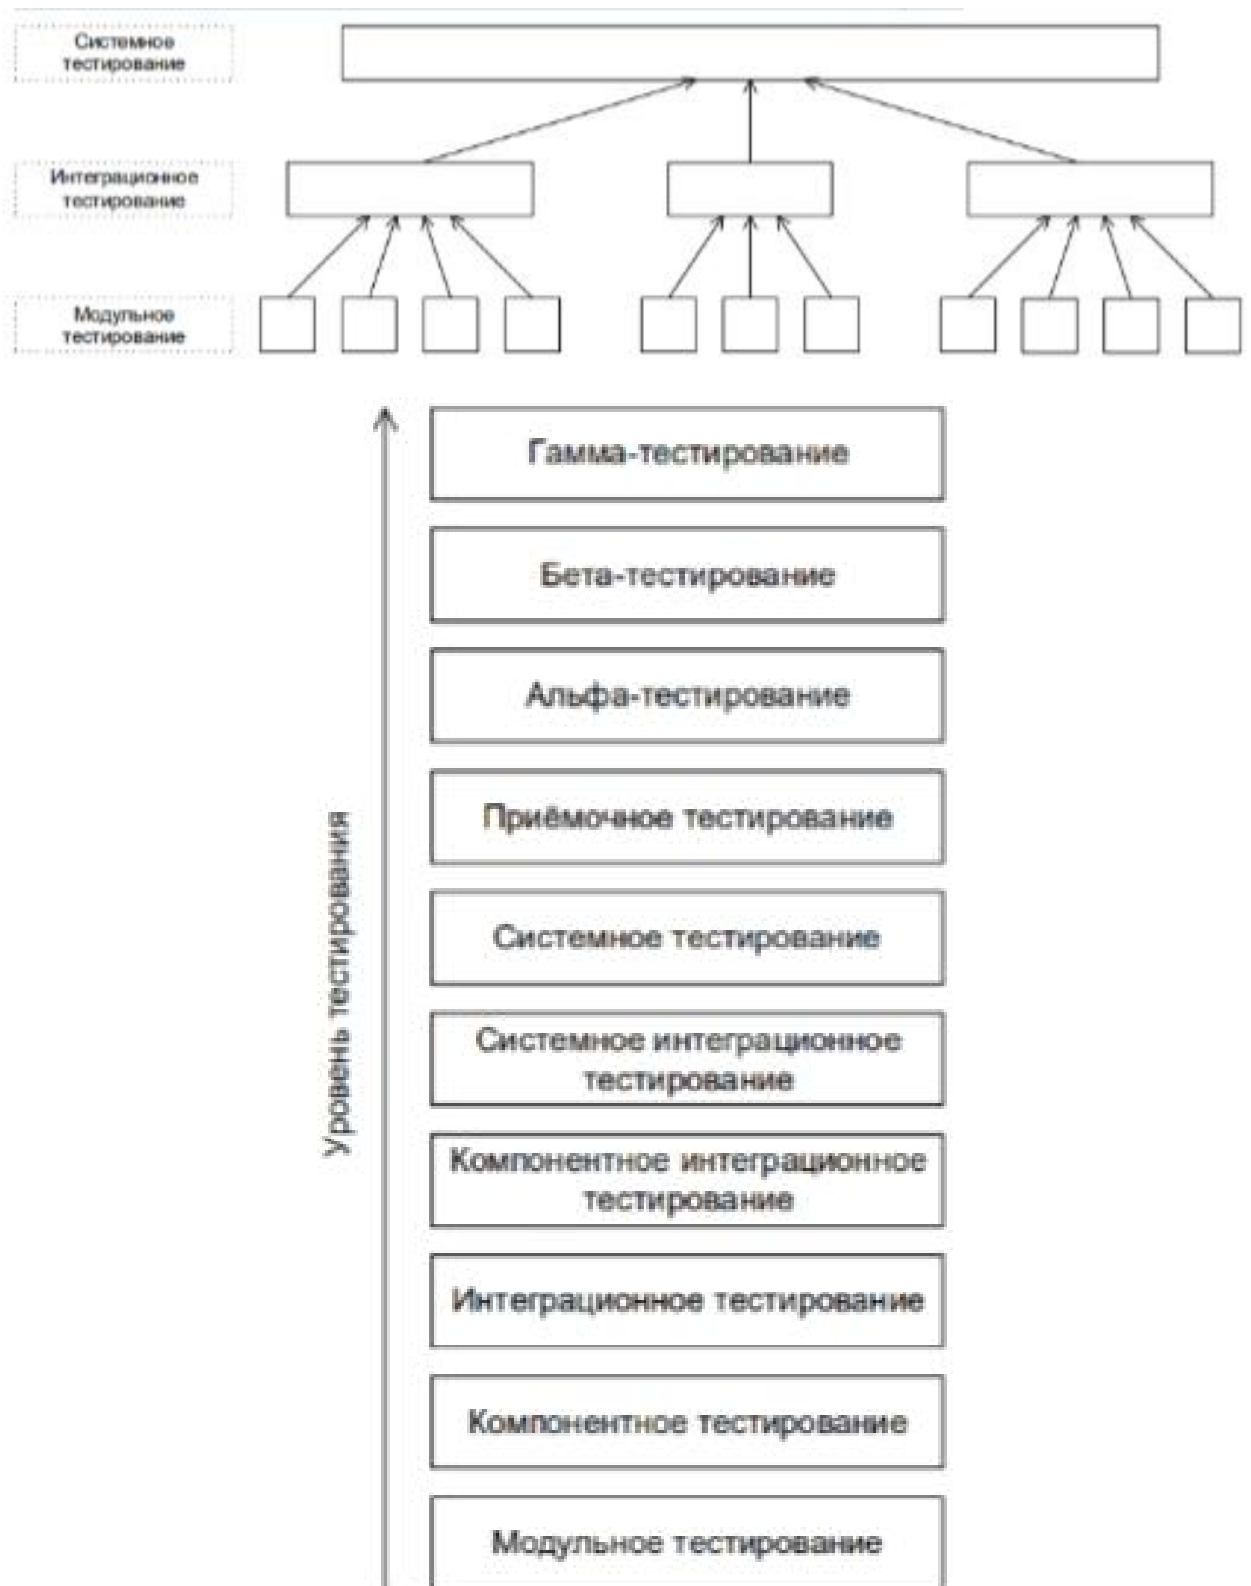 Системное
тестирование
Интеграционное
тестирование
Модульное
тестирование
Гамма-тестирование
Бета-тестирование
Альфа-тестирование
Приёмочное тестирование
Системное тестирование
Системное интеграционное
тестирование
Компонентное интеграционное
тестирование
Интеграционное тестирование
Компонентное тестирование
Модульное тестирование
Уровень тестирования